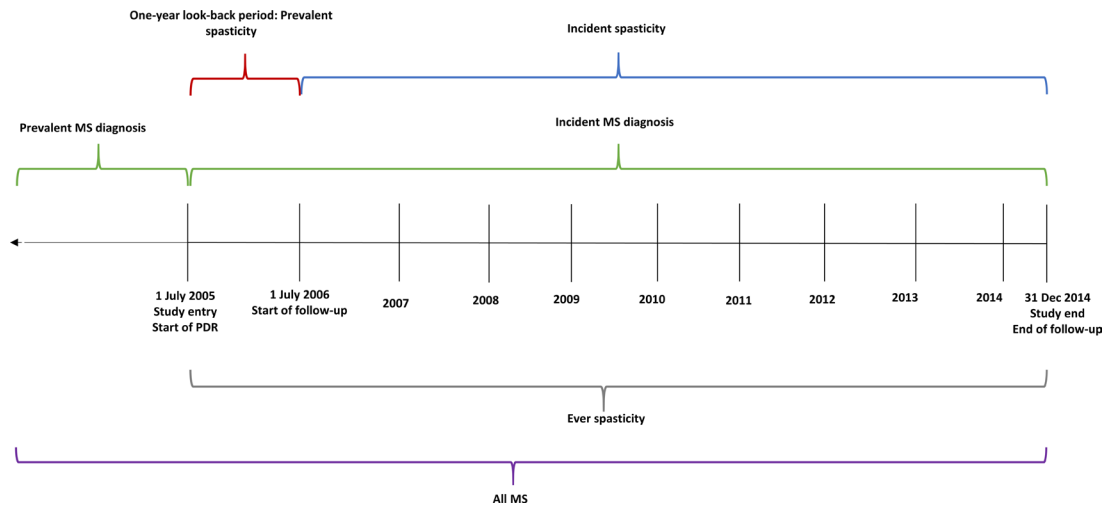 One-year look-back period: Prevalent
spasticity
Incident spasticity
Prevalent MS diagnosis
Incident MS diagnosis
1 July 2005
Study entry
Start of PDR
1 July 2006
Start of follow-up
2007
2008
2009
2010
2011
2012
2013
2014
31 Dec 2014
Study end
End of follow-up
Ever spasticity
All MS